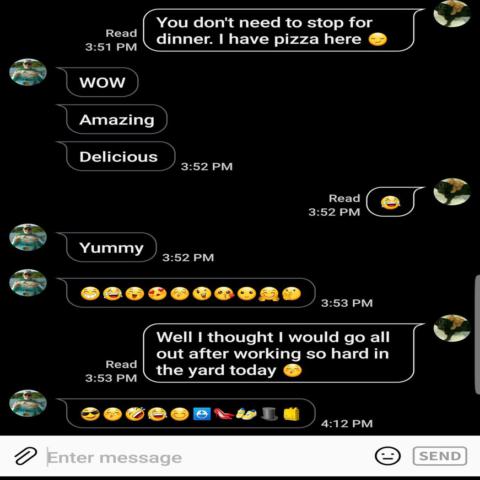 You don't need to stop for
dinner. I have pizza here 😏
Read
3:51 PM
WOW
Amazing
Delicious
3:52 PM
😂
Read
3:52 PM
Yummy
3:52 PM
3:53 PM
Well I thought I would go all
out after working so hard in
the yard today 😚
Read
3:53 PM
4:12 PM
Enter message
SEND